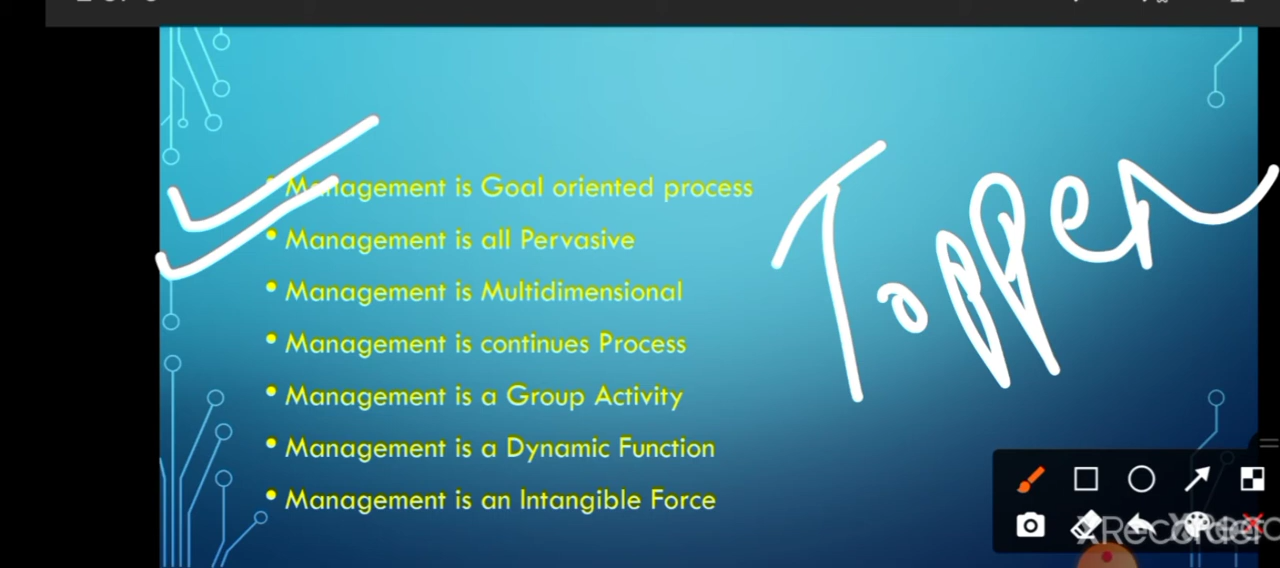 • Management is Goal oriented process
• Management is all Pervasive
• Management is Multidimensional
• Management is continues Process
• Management is a Group Activity
• Management is a Dynamic Function
• Management is an Intangible Force
Topper
XRecorder